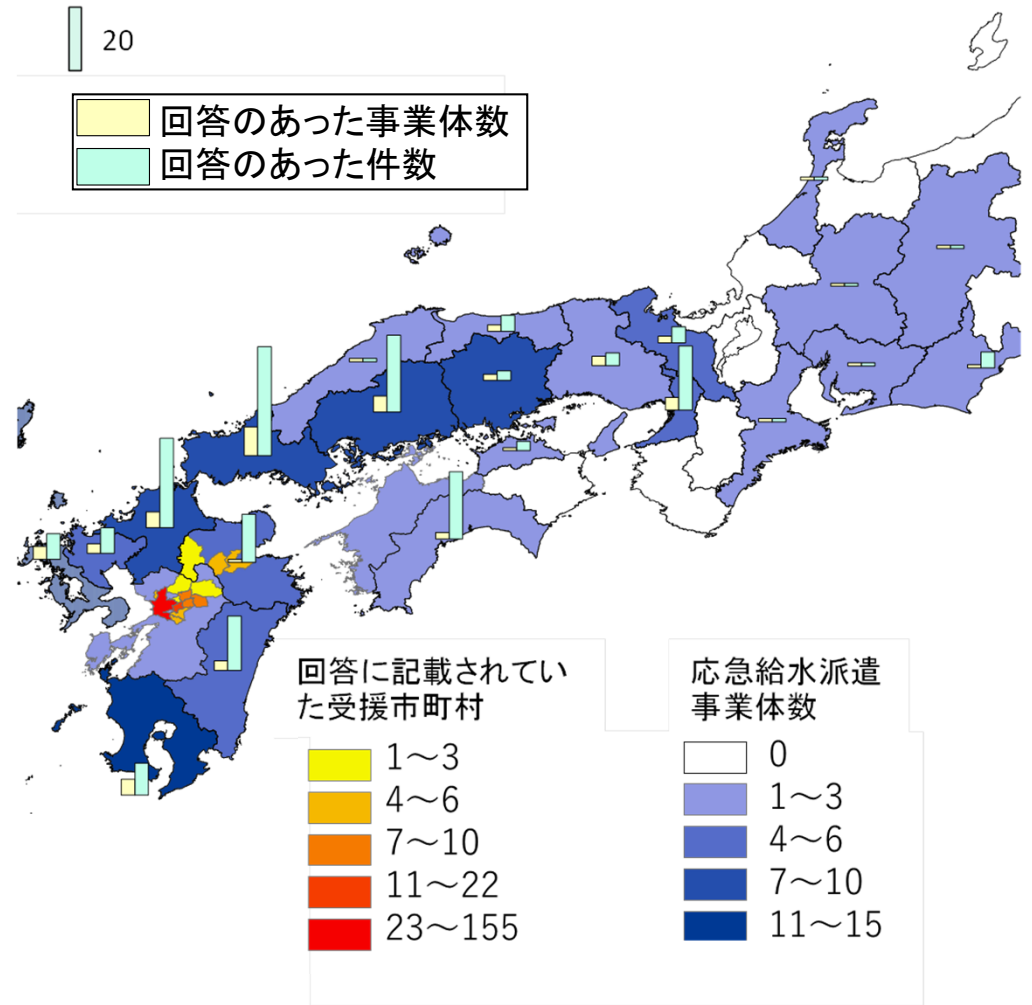 20
回答のあった事業体数
回答のあった件数
回答に記載されてい
た受援市町村
1～3
4～6
7～10
11～22
23～155
応急給水派遣
事業体数
0
1～3
4～6
7～10
11～15